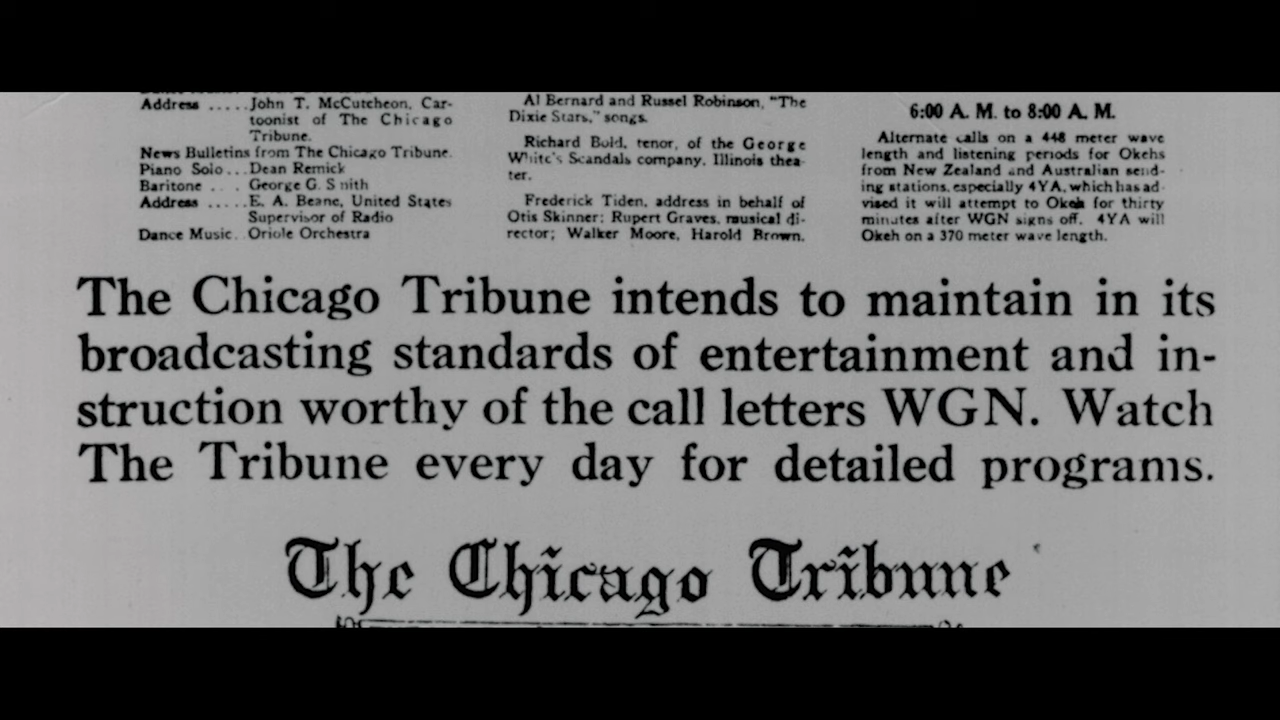 Address .....John T. McCutcheon, Car-
toonist of The Chicago
Tribune.
News Bulletins from The Chicago Tribune.
Piano Solo...Dean Remick
Baritone . . . George G. Smith
Address .....E. A. Beane, United States
Supervisor of Radio
Dance Music. Oriole Orchestra
Al Bernard and Russel Robinson, "The
Dixie Stars," songs.
Richard Bold, tenor, of the George
White's Scandals company, Illinois thea-
ter.
Frederick Tiden, address in behalf of
Otis Skinner; Rupert Graves, musical di-
rector; Walker Moore, Harold Brown.
6:00 A. M. to 8:00 A. M.
Alternate calls on a 448 meter wave
length and listening periods for Okehs
from New Zealand and Australian send-
ing stations, especially 4YA, which has ad-
vised it will attempt to Okeh for thirty
minutes after WGN signs off. 4YA will
Okeh on a 370 meter wave length.
The Chicago Tribune intends to maintain in its
broadcasting standards of entertainment and in-
struction worthy of the call letters WGN. Watch
The Tribune every day for detailed programs.
The Chicago Tribune